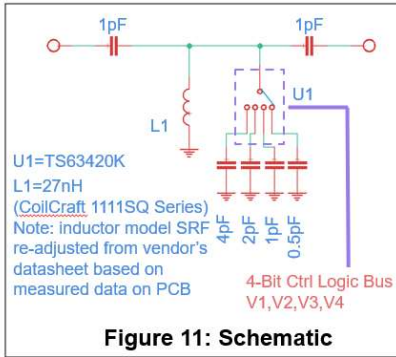 1pF
1pF
U1
L1
U1=TS63420K
L1=27nH
(CoilCraft 1111SQ Series)
Note: inductor model SRF
re-adjusted from vendor's
datasheet based on
measured data on PCB
4pF
2pF
1pF
0.5pF
4-Bit Ctrl Logic Bus
V1,V2,V3,V4
Figure 11: Schematic